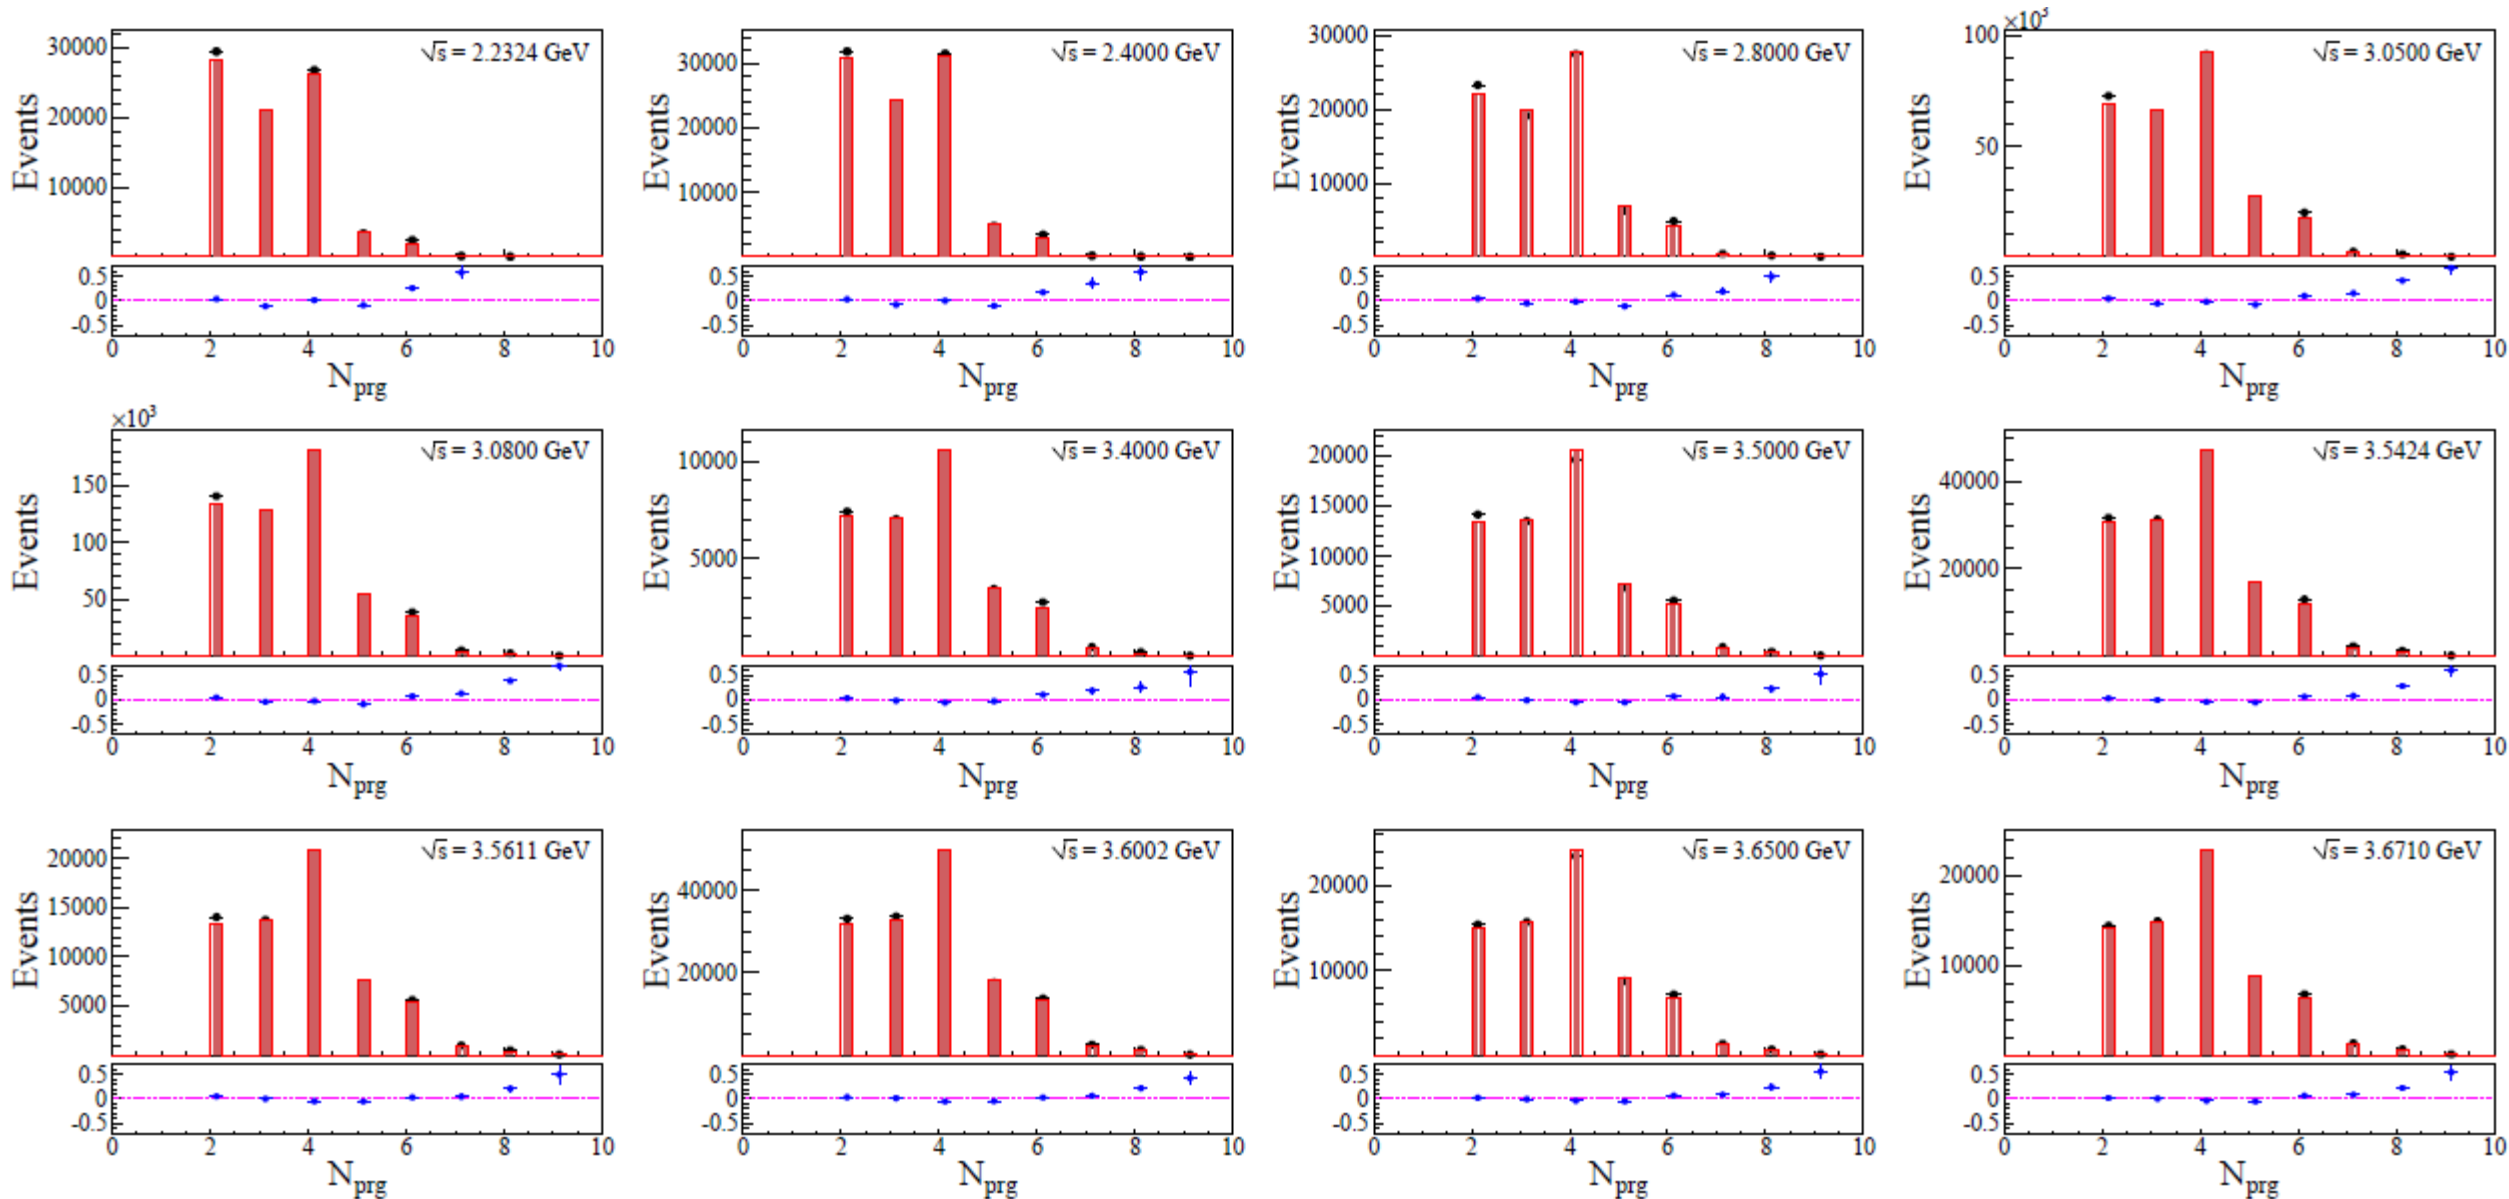 √s = 2.2324 GeV
Events
30000
20000
10000
0.5
0
-0.5
0 2 4 6 8 10
N_prg
√s = 2.4000 GeV
Events
30000
20000
10000
0.5
0
-0.5
0 2 4 6 8 10
N_prg
√s = 2.8000 GeV
Events
30000
20000
10000
0.5
0
-0.5
0 2 4 6 8 10
N_prg
×10³
√s = 3.0500 GeV
Events
100
50
0.5
0
-0.5
0 2 4 6 8 10
N_prg
×10³
√s = 3.0800 GeV
Events
150
100
50
0.5
0
-0.5
0 2 4 6 8 10
N_prg
√s = 3.4000 GeV
Events
10000
5000
0.5
0
-0.5
0 2 4 6 8 10
N_prg
√s = 3.5000 GeV
Events
20000
15000
10000
5000
0.5
0
-0.5
0 2 4 6 8 10
N_prg
√s = 3.5424 GeV
Events
40000
20000
0.5
0
-0.5
0 2 4 6 8 10
N_prg
√s = 3.5611 GeV
Events
20000
15000
10000
5000
0.5
0
-0.5
0 2 4 6 8 10
N_prg
√s = 3.6002 GeV
Events
40000
20000
0.5
0
-0.5
0 2 4 6 8 10
N_prg
√s = 3.6500 GeV
Events
20000
10000
0.5
0
-0.5
0 2 4 6 8 10
N_prg
√s = 3.6710 GeV
Events
20000
10000
0.5
0
-0.5
0 2 4 6 8 10
N_prg